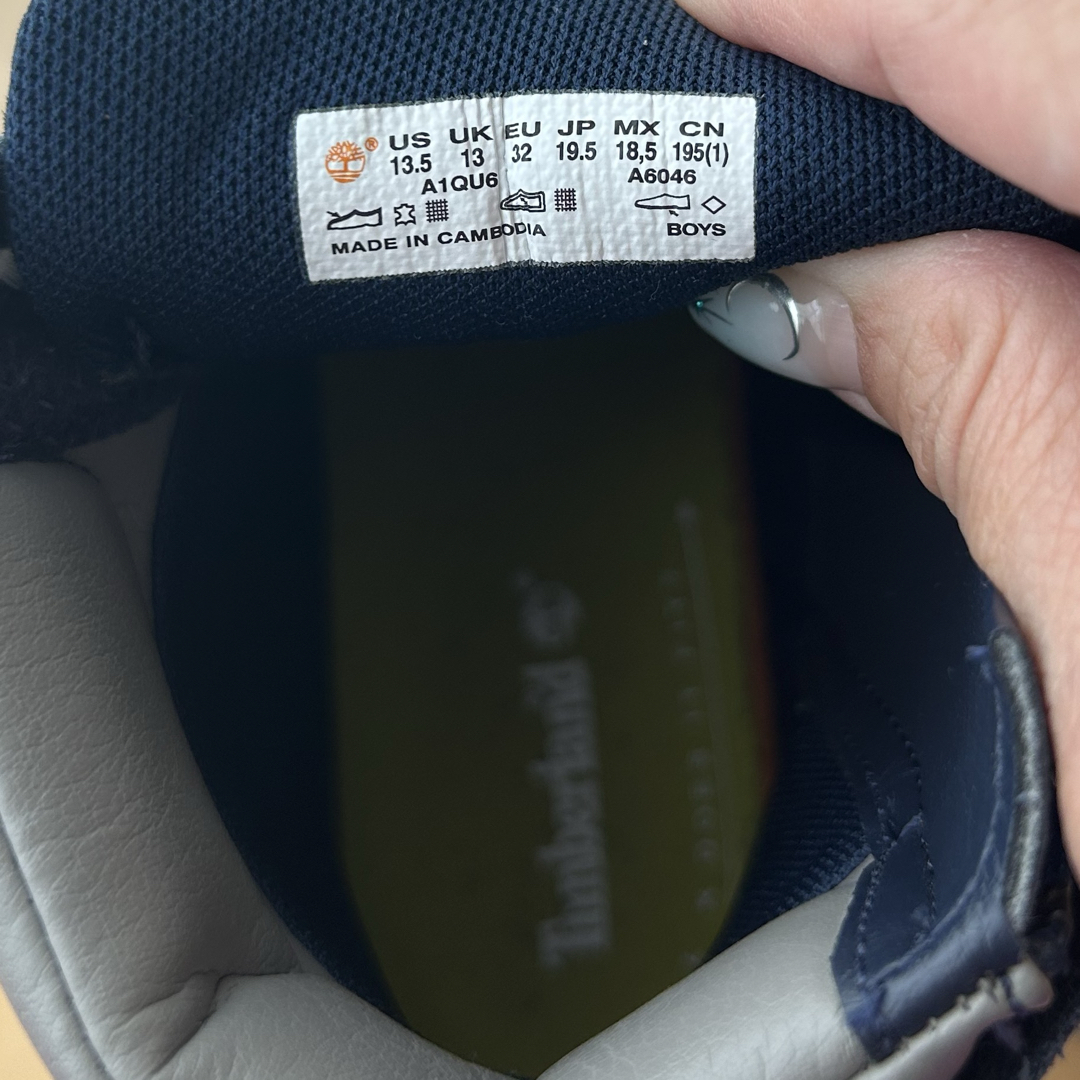 US UK EU JP MX CN
13.5 13 32 19.5 18,5 195(1)
A1QU6 A6046
MADE IN CAMBODIA BOYS
Timberland